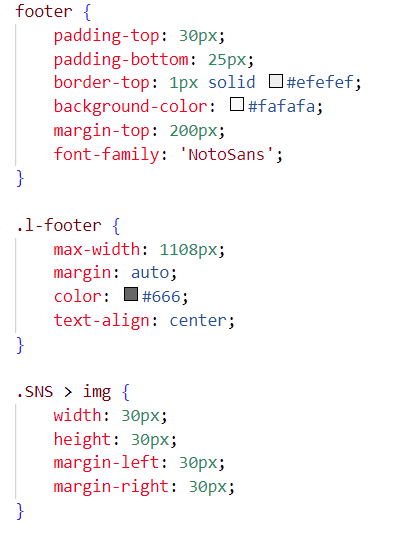 footer {
padding-top: 30px;
padding-bottom: 25px;
border-top: 1px solid #efefef;
background-color: #fafafa;
margin-top: 200px;
font-family: 'NotoSans';
}
.l-footer {
max-width: 1108px;
margin: auto;
color: #666;
text-align: center;
}
.SNS > img {
width: 30px;
height: 30px;
margin-left: 30px;
margin-right: 30px;
}